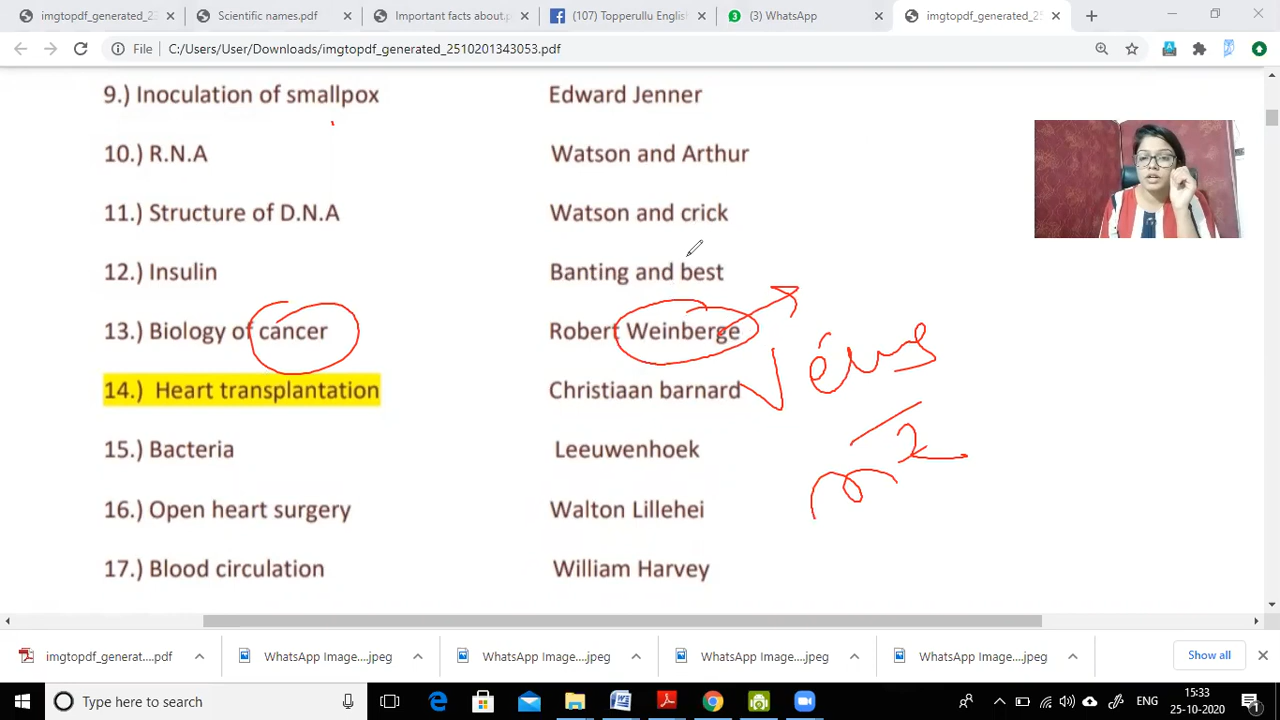 imgtopdf_generated_23
Scientific names.pdf
Important facts about.p
(107) Topperullu English
(3) WhatsApp
imgtopdf_generated_25
File
C:/Users/User/Downloads/imgtopdf_generated_2510201343053.pdf
9.) Inoculation of smallpox Edward Jenner
10.) R.N.A Watson and Arthur
11.) Structure of D.N.A Watson and crick
12.) Insulin Banting and best
13.) Biology of cancer Robert Weinberge
14.) Heart transplantation Christiaan barnard
15.) Bacteria Leeuwenhoek
16.) Open heart surgery Walton Lillehei
17.) Blood circulation William Harvey
imgtopdf_generat....pdf
WhatsApp Image....jpeg
WhatsApp Image....jpeg
WhatsApp Image....jpeg
WhatsApp Image....jpeg
Show all
Type here to search
ENG
15:33
25-10-2020